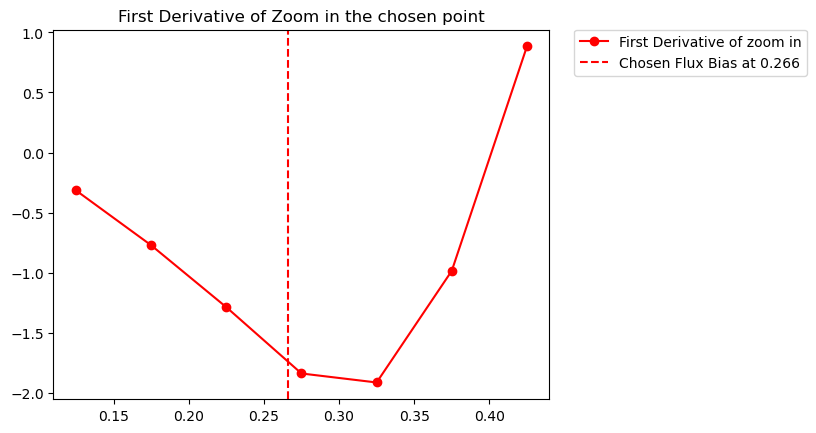 First Derivative of Zoom in the chosen point
1.0
0.5
0.0
−0.5
−1.0
−1.5
−2.0
0.15 0.20 0.25 0.30 0.35 0.40
First Derivative of zoom in
Chosen Flux Bias at 0.266